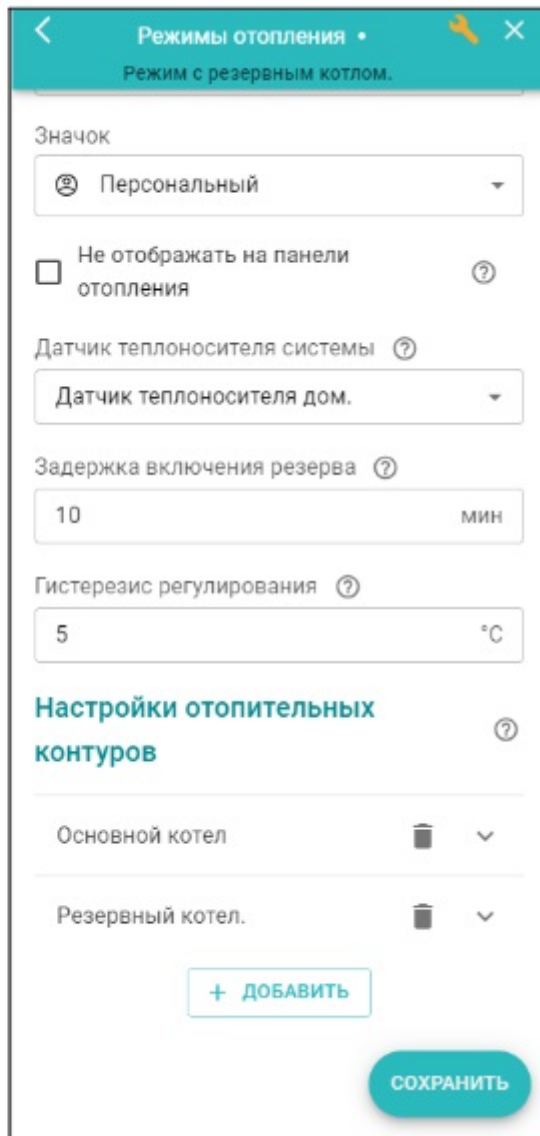 Режимы отопления •
Режим с резервным котлом.
Значок
Персональный
Не отображать на панели
отопления
Датчик теплоносителя системы
Датчик теплоносителя дом.
Задержка включения резерва
10 мин
Гистерезис регулирования
5 °C
Настройки отопительных
контуров
Основной котел
Резервный котел.
+ ДОБАВИТЬ
СОХРАНИТЬ